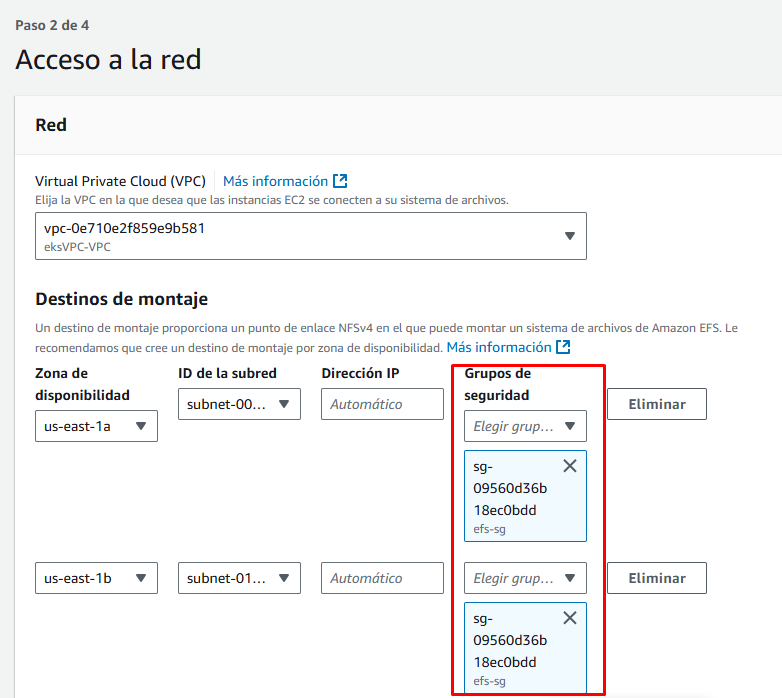 Paso 2 de 4
Acceso a la red
Red
Virtual Private Cloud (VPC) Más información
Elija la VPC en la que desea que las instancias EC2 se conecten a su sistema de archivos.
vpc-0e710e2f859e9b581
eksVPC-VPC
Destinos de montaje
Un destino de montaje proporciona un punto de enlace NFSv4 en el que puede montar un sistema de archivos de Amazon EFS. Le
recomendamos que cree un destino de montaje por zona de disponibilidad. Más información
Zona de
disponibilidad
ID de la subred
Dirección IP
Grupos de
seguridad
us-east-1a
subnet-00...
Automático
Elegir grup...
Eliminar
sg-
09560d36b
18ec0bdd
efs-sg
us-east-1b
subnet-01...
Automático
Elegir grup...
Eliminar
sg-
09560d36b
18ec0bdd
efs-sg